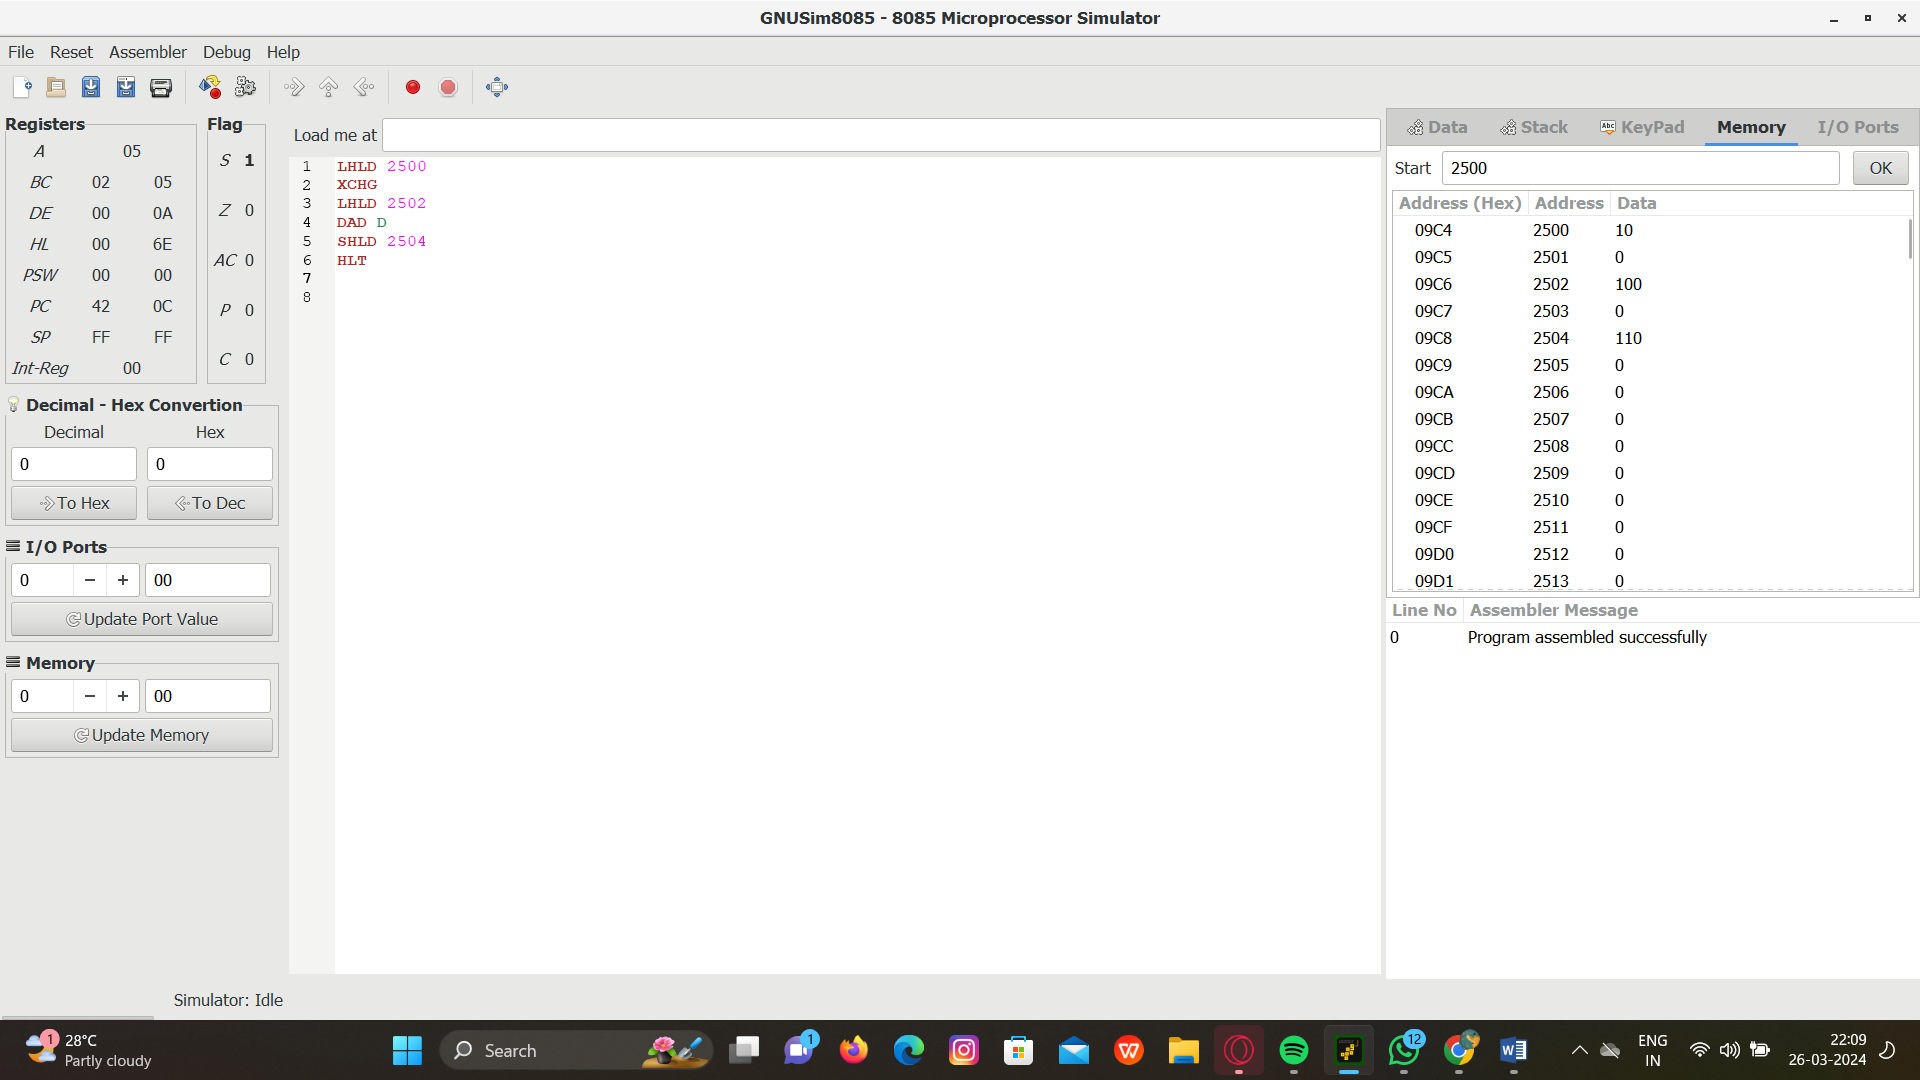 GNUSim8085 - 8085 Microprocessor Simulator
File Reset Assembler Debug Help
Registers
A 05
BC 02 05
DE 00 0A
HL 00 6E
PSW 00 00
PC 42 0C
SP FF FF
Int-Reg 00
Flag
S 1
Z 0
AC 0
P 0
C 0
Decimal - Hex Convertion
Decimal Hex
0 0
To Hex To Dec
I/O Ports
0 − + 00
Update Port Value
Memory
0 − + 00
Update Memory
Load me at
1 LHLD 2500
2 XCHG
3 LHLD 2502
4 DAD D
5 SHLD 2504
6 HLT
7
8
Data Stack Abc KeyPad Memory I/O Ports
Start 2500 OK
Address (Hex) Address Data
09C4 2500 10
09C5 2501 0
09C6 2502 100
09C7 2503 0
09C8 2504 110
09C9 2505 0
09CA 2506 0
09CB 2507 0
09CC 2508 0
09CD 2509 0
09CE 2510 0
09CF 2511 0
09D0 2512 0
09D1 2513 0
Line No Assembler Message
0 Program assembled successfully
Simulator: Idle
1 28°C
Partly cloudy
Search
1
W
12
W
ENG
IN
22:09
26-03-2024